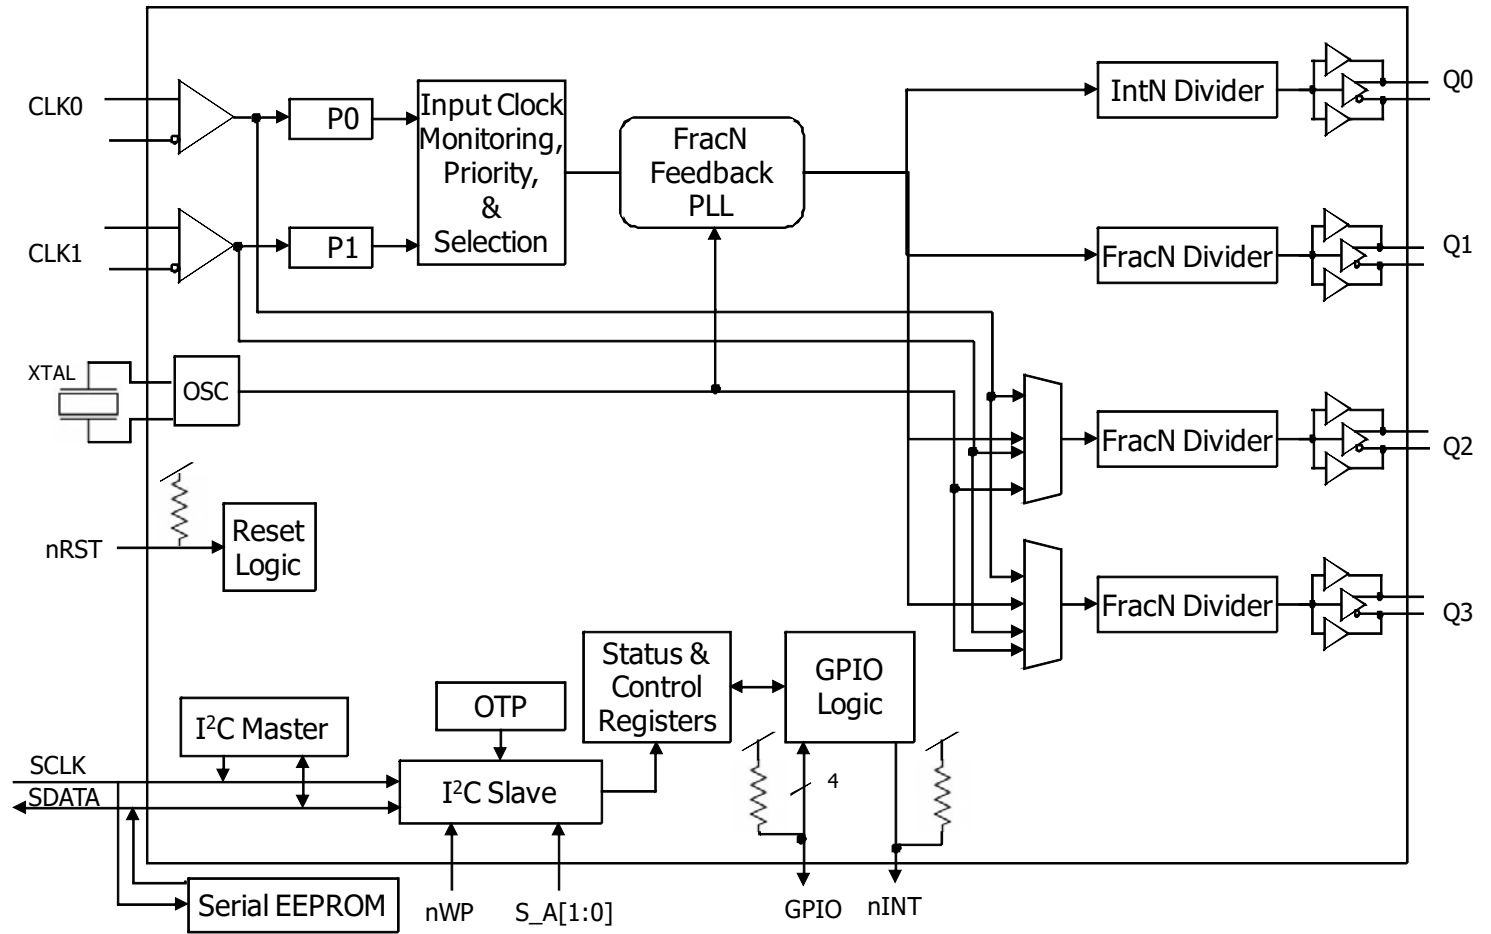 CLK0
P0
Input Clock
Monitoring,
Priority,
&
Selection
FracN
Feedback
PLL
IntN Divider
Q0
CLK1
P1
FracN Divider
Q1
XTAL
OSC
FracN Divider
Q2
nRST
Reset
Logic
FracN Divider
Q3
Status &
Control
Registers
GPIO
Logic
OTP
I²C Master
SCLK
SDATA
I²C Slave
4
Serial EEPROM
nWP
S_A[1:0]
GPIO
nINT